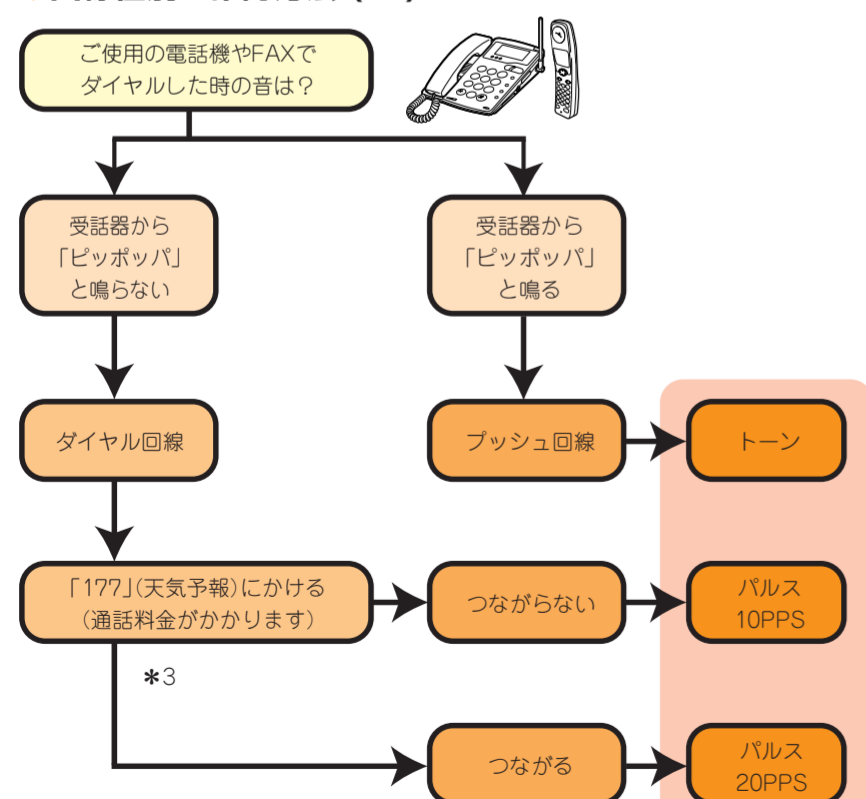 ご使用の電話機やFAXで
ダイヤルした時の音は?
受話器から
「ピッポッパ」
と鳴らない
受話器から
「ピッポッパ」
と鳴る
ダイヤル回線
プッシュ回線
トーン
「177」(天気予報)にかける
(通話料金がかかります)
つながらない
パルス
10PPS
*3
つながる
パルス
20PPS